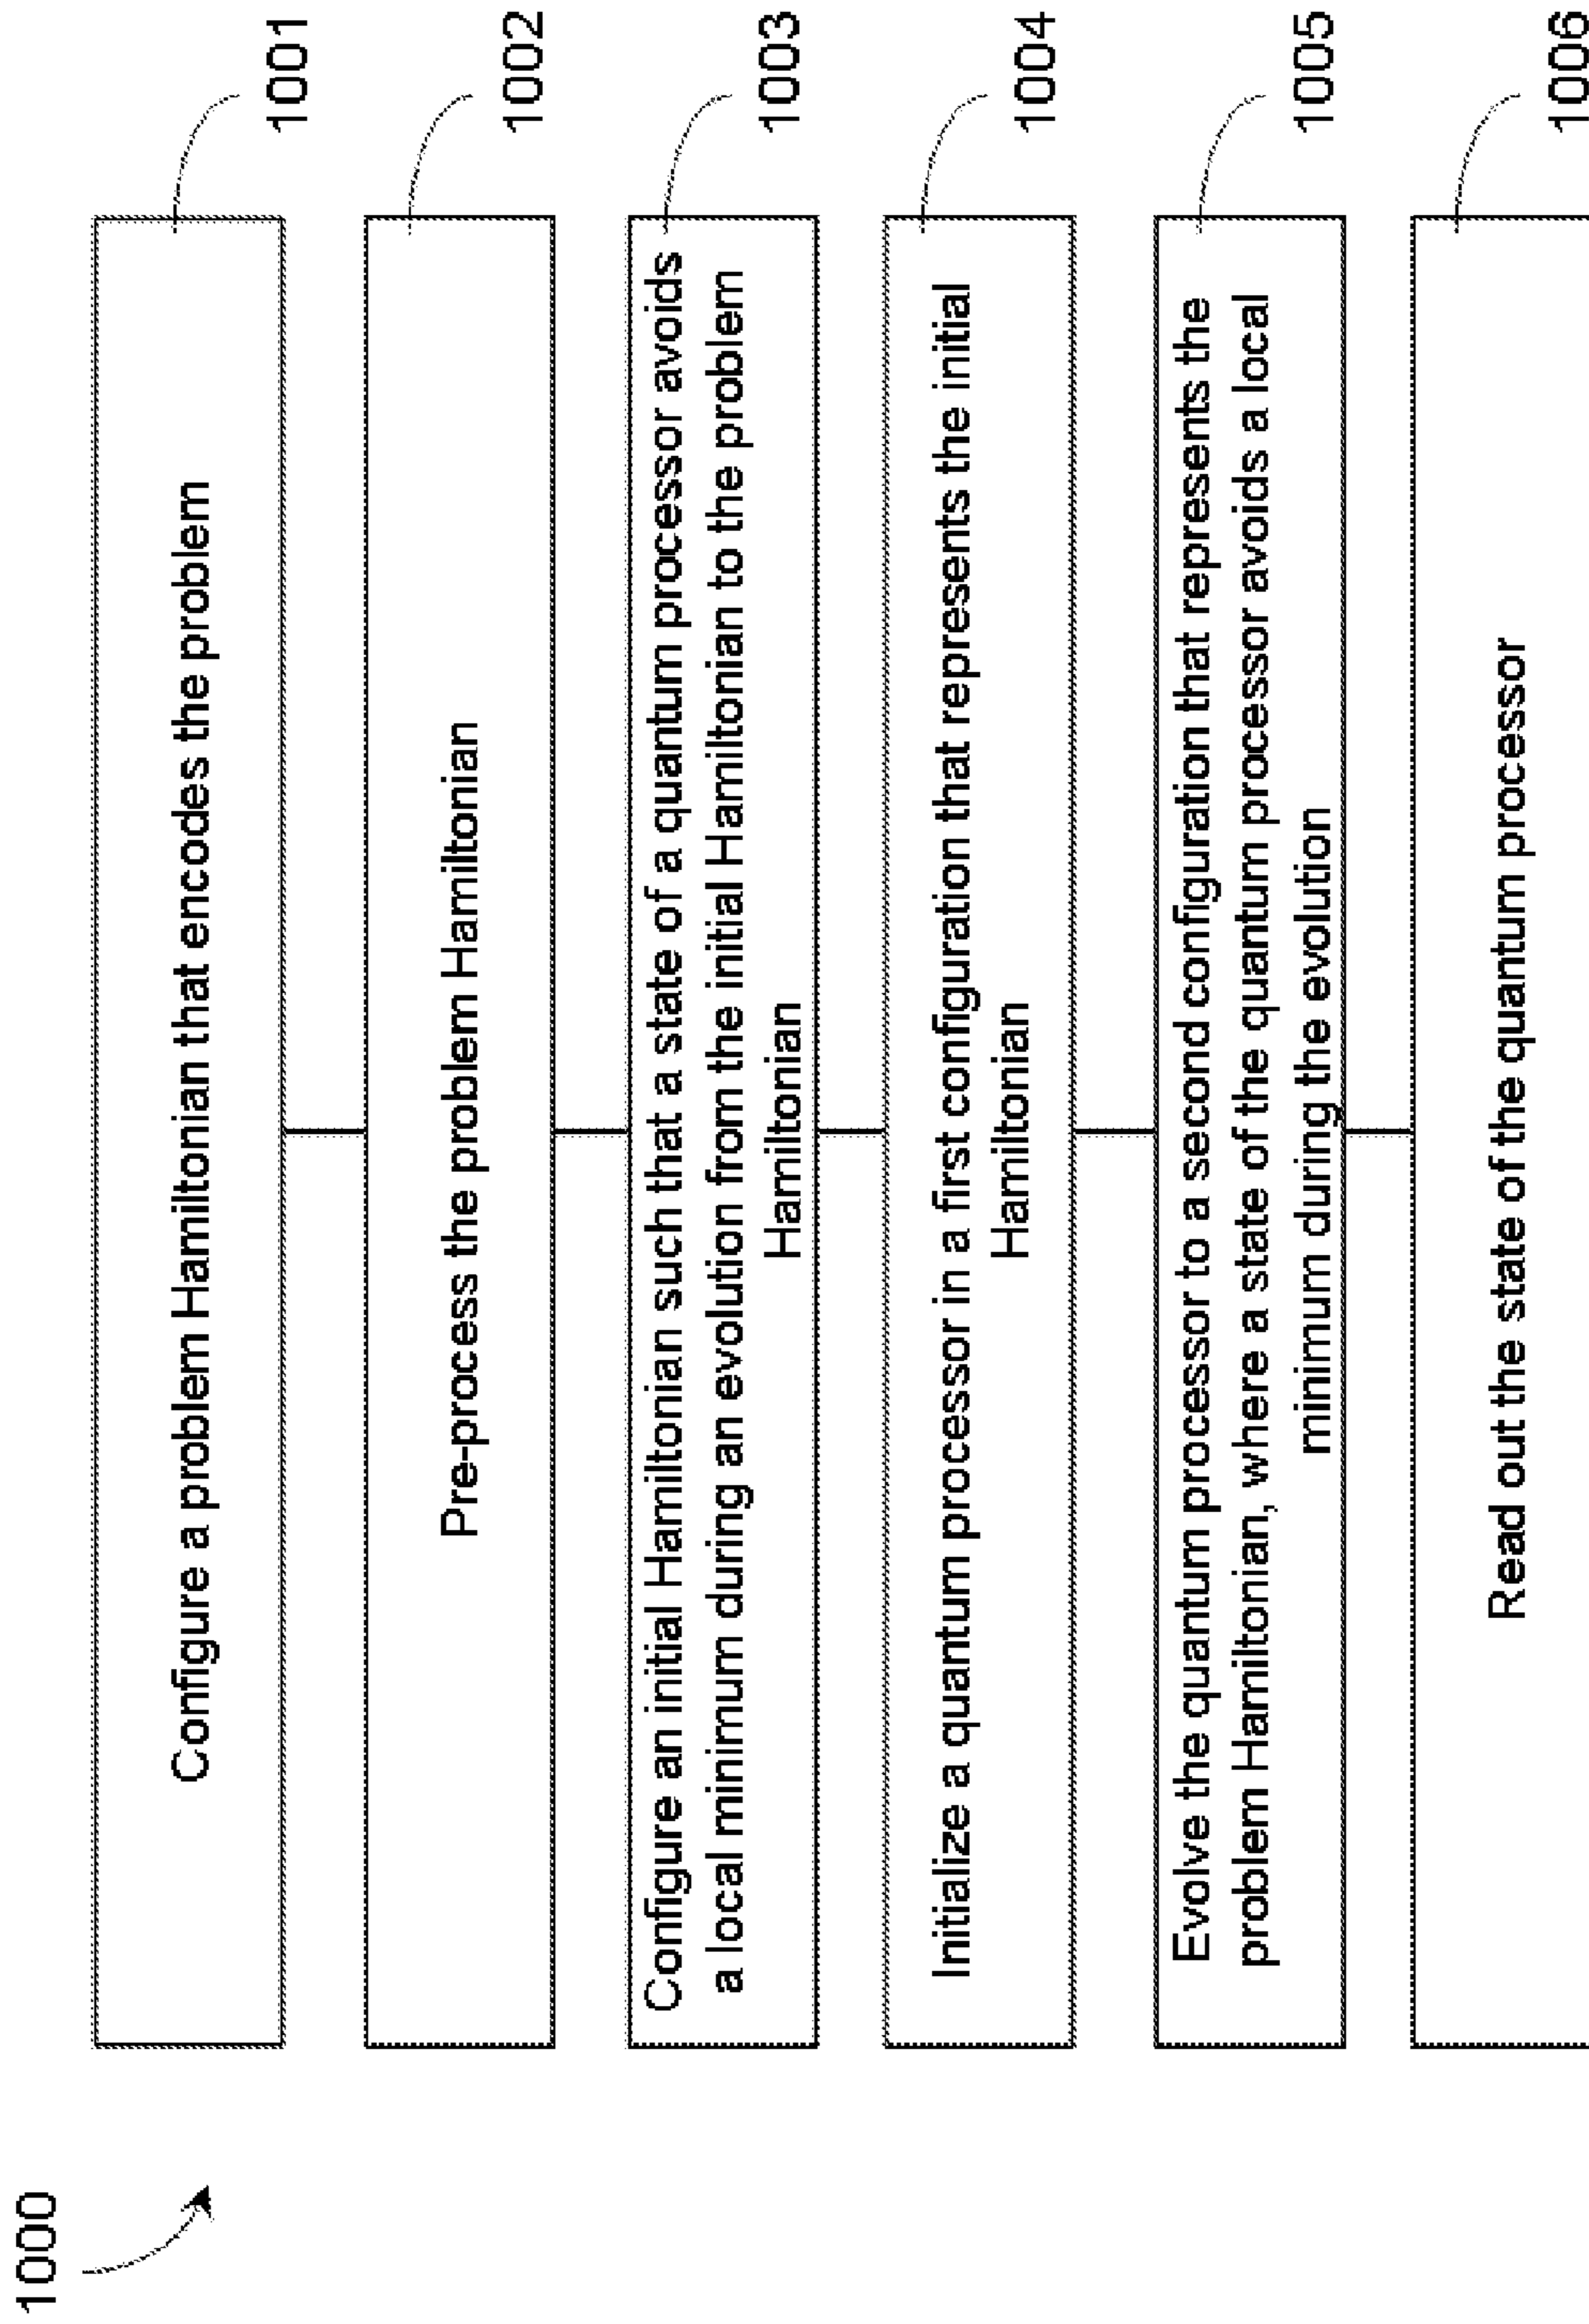 1000
Configure a problem Hamiltonian that encodes the problem
1001
Pre-process the problem Hamiltonian
1002
Configure an initial Hamiltonian such that a state of a quantum processor avoids
a local minimum during an evolution from the initial Hamiltonian to the problem
Hamiltonian
1003
Initialize a quantum processor in a first configuration that represents the initial
Hamiltonian
1004
Evolve the quantum processor to a second configuration that represents the
problem Hamiltonian, where a state of the quantum processor avoids a local
minimum during the evolution
1005
Read out the state of the quantum processor
1006